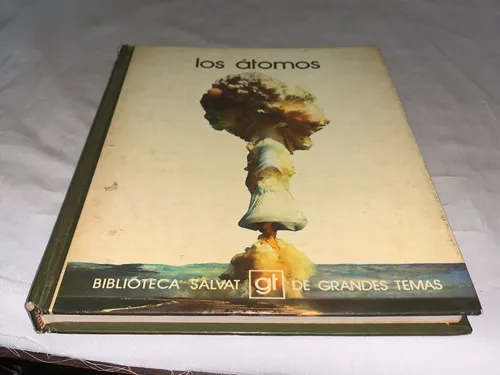 los átomos
BIBLIOTECA SALVAT gt DE GRANDES TEMAS